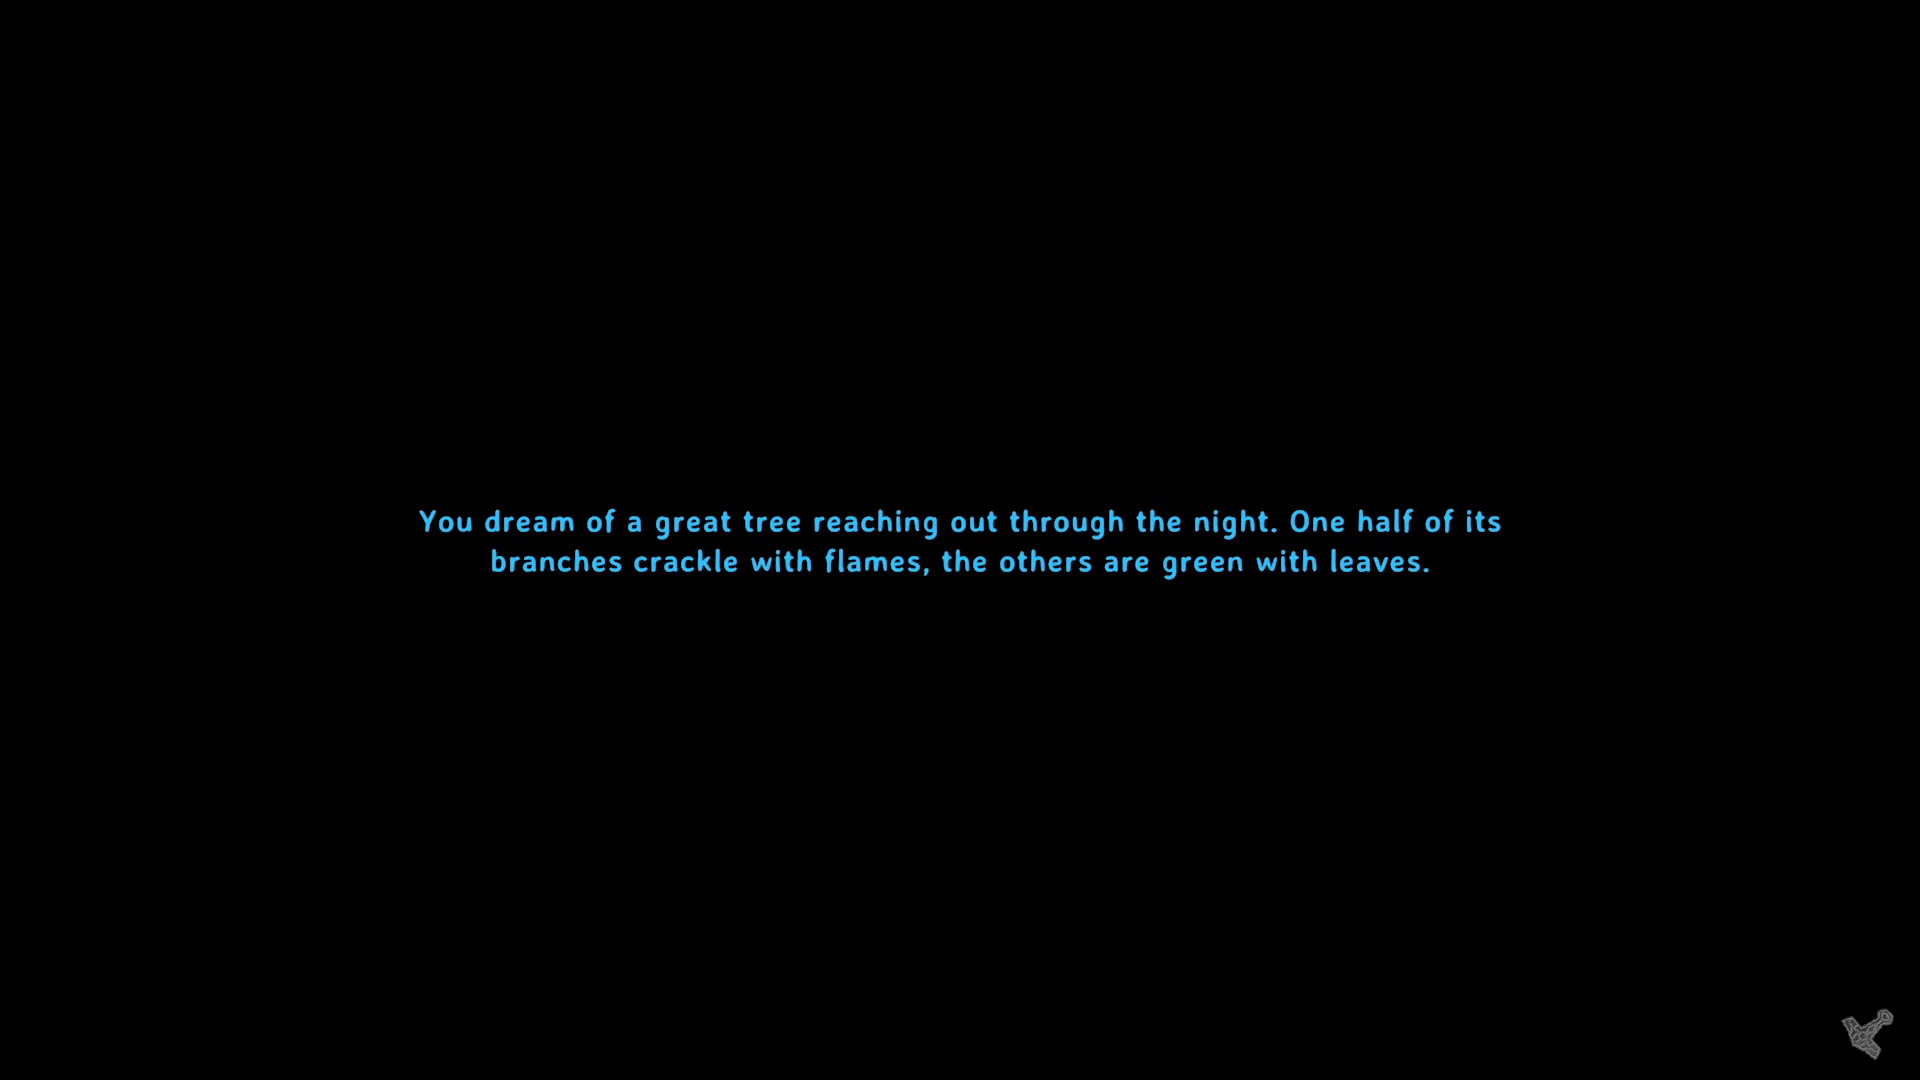 You dream of a great tree reaching out through the night. One half of its
branches crackle with flames, the others are green with leaves.